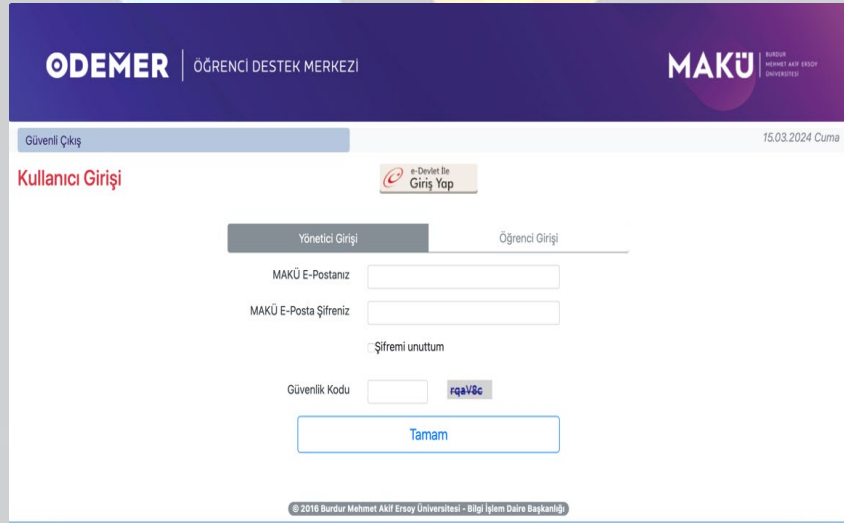 ODEMER ÖĞRENCİ DESTEK MERKEZİ
MAKÜ BURDUR
MEHMET AKİF ERSOY
ÜNİVERSİTESİ
Güvenli Çıkış
15.03.2024 Cuma
Kullanıcı Girişi
e-Devlet İle
Giriş Yap
Yönetici Girişi
Öğrenci Girişi
MAKÜ E-Postanız
MAKÜ E-Posta Şifreniz
Şifremi unuttum
Güvenlik Kodu
rqaV8c
Tamam
© 2016 Burdur Mehmet Akif Ersoy Üniversitesi - Bilgi İşlem Daire Başkanlığı